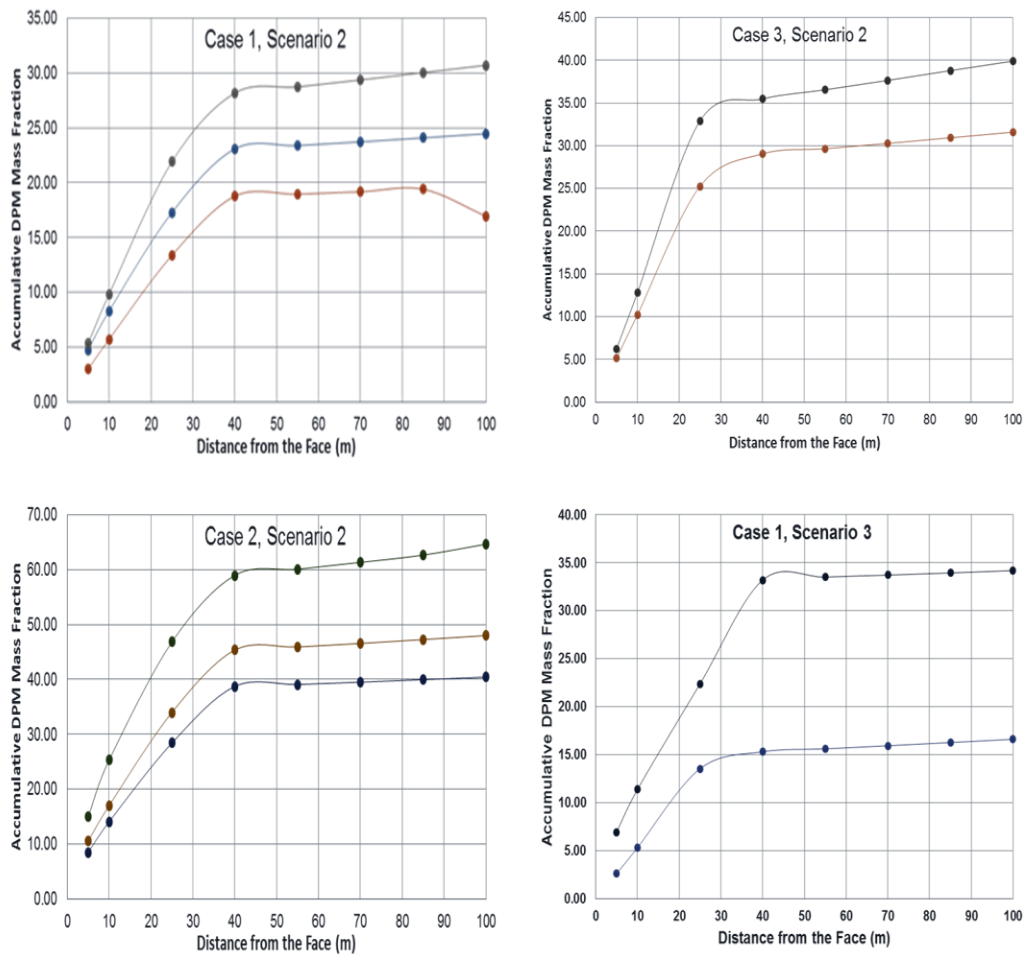 Case 1, Scenario 2
Accumulative DPM Mass Fraction
35.00
30.00
25.00
20.00
15.00
10.00
5.00
0.00
0 10 20 30 40 50 60 70 80 90 100
Distance from the Face (m)
Case 3, Scenario 2
Accumulative DPM Mass Fraction
45.00
40.00
35.00
30.00
25.00
20.00
15.00
10.00
5.00
0.00
0 10 20 30 40 50 60 70 80 90 100
Distance from the Face (m)
Case 2, Scenario 2
Accumulative DPM Mass Fraction
70.00
60.00
50.00
40.00
30.00
20.00
10.00
0.00
0 10 20 30 40 50 60 70 80 90 100
Distance from the Face (m)
Case 1, Scenario 3
Accumulative DPM Mass Fraction
40.00
35.00
30.00
25.00
20.00
15.00
10.00
5.00
0.00
0 10 20 30 40 50 60 70 80 90 100
Distance from the Face (m)